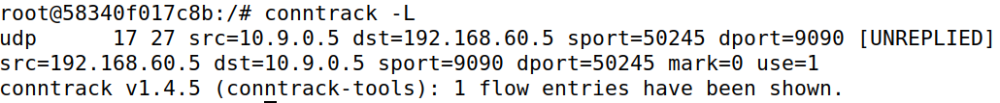 root@58340f017c8b:/# conntrack -L
udp      17 27 src=10.9.0.5 dst=192.168.60.5 sport=50245 dport=9090 [UNREPLIED]
src=192.168.60.5 dst=10.9.0.5 sport=9090 dport=50245 mark=0 use=1
conntrack v1.4.5 (conntrack-tools): 1 flow entries have been shown.